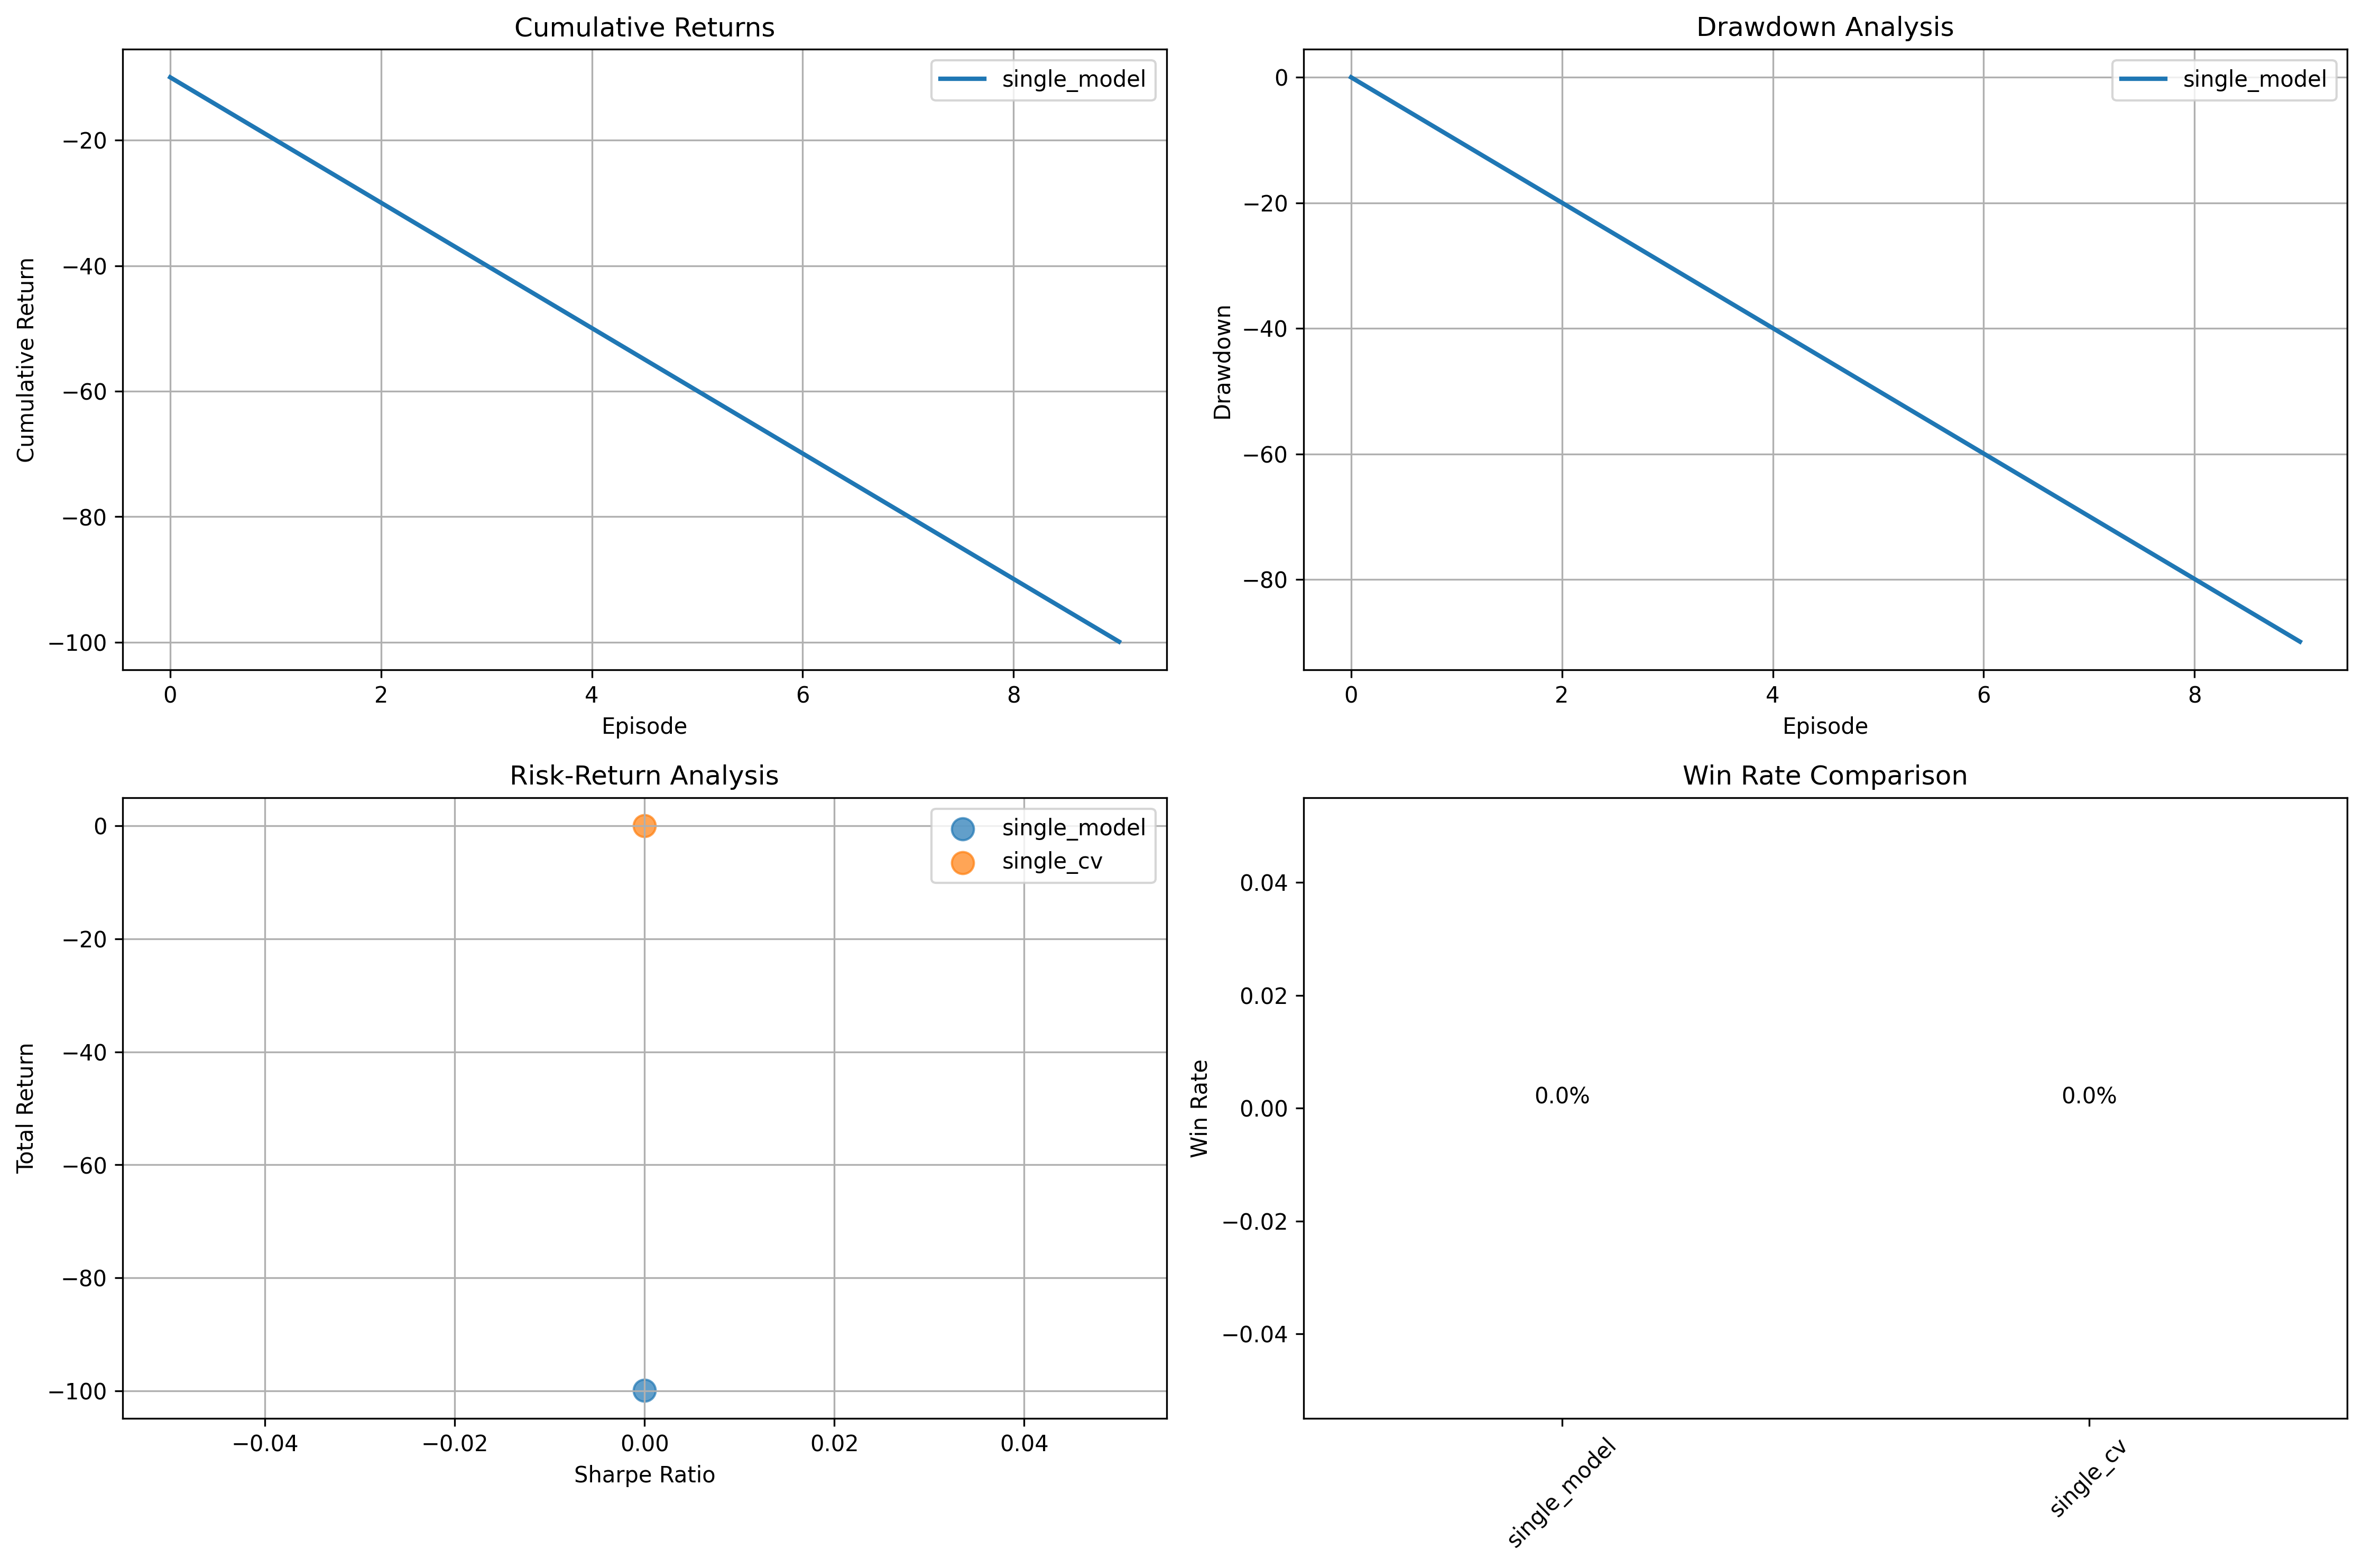 Cumulative Returns
single_model
Cumulative Return
−20
−40
−60
−80
−100
0 2 4 6 8
Episode
Drawdown Analysis
single_model
Drawdown
0
−20
−40
−60
−80
0 2 4 6 8
Episode
Risk-Return Analysis
single_model
single_cv
Total Return
0
−20
−40
−60
−80
−100
−0.04 −0.02 0.00 0.02 0.04
Sharpe Ratio
Win Rate Comparison
Win Rate
0.04
0.02
0.00
−0.02
−0.04
0.0% 0.0%
single_model single_cv